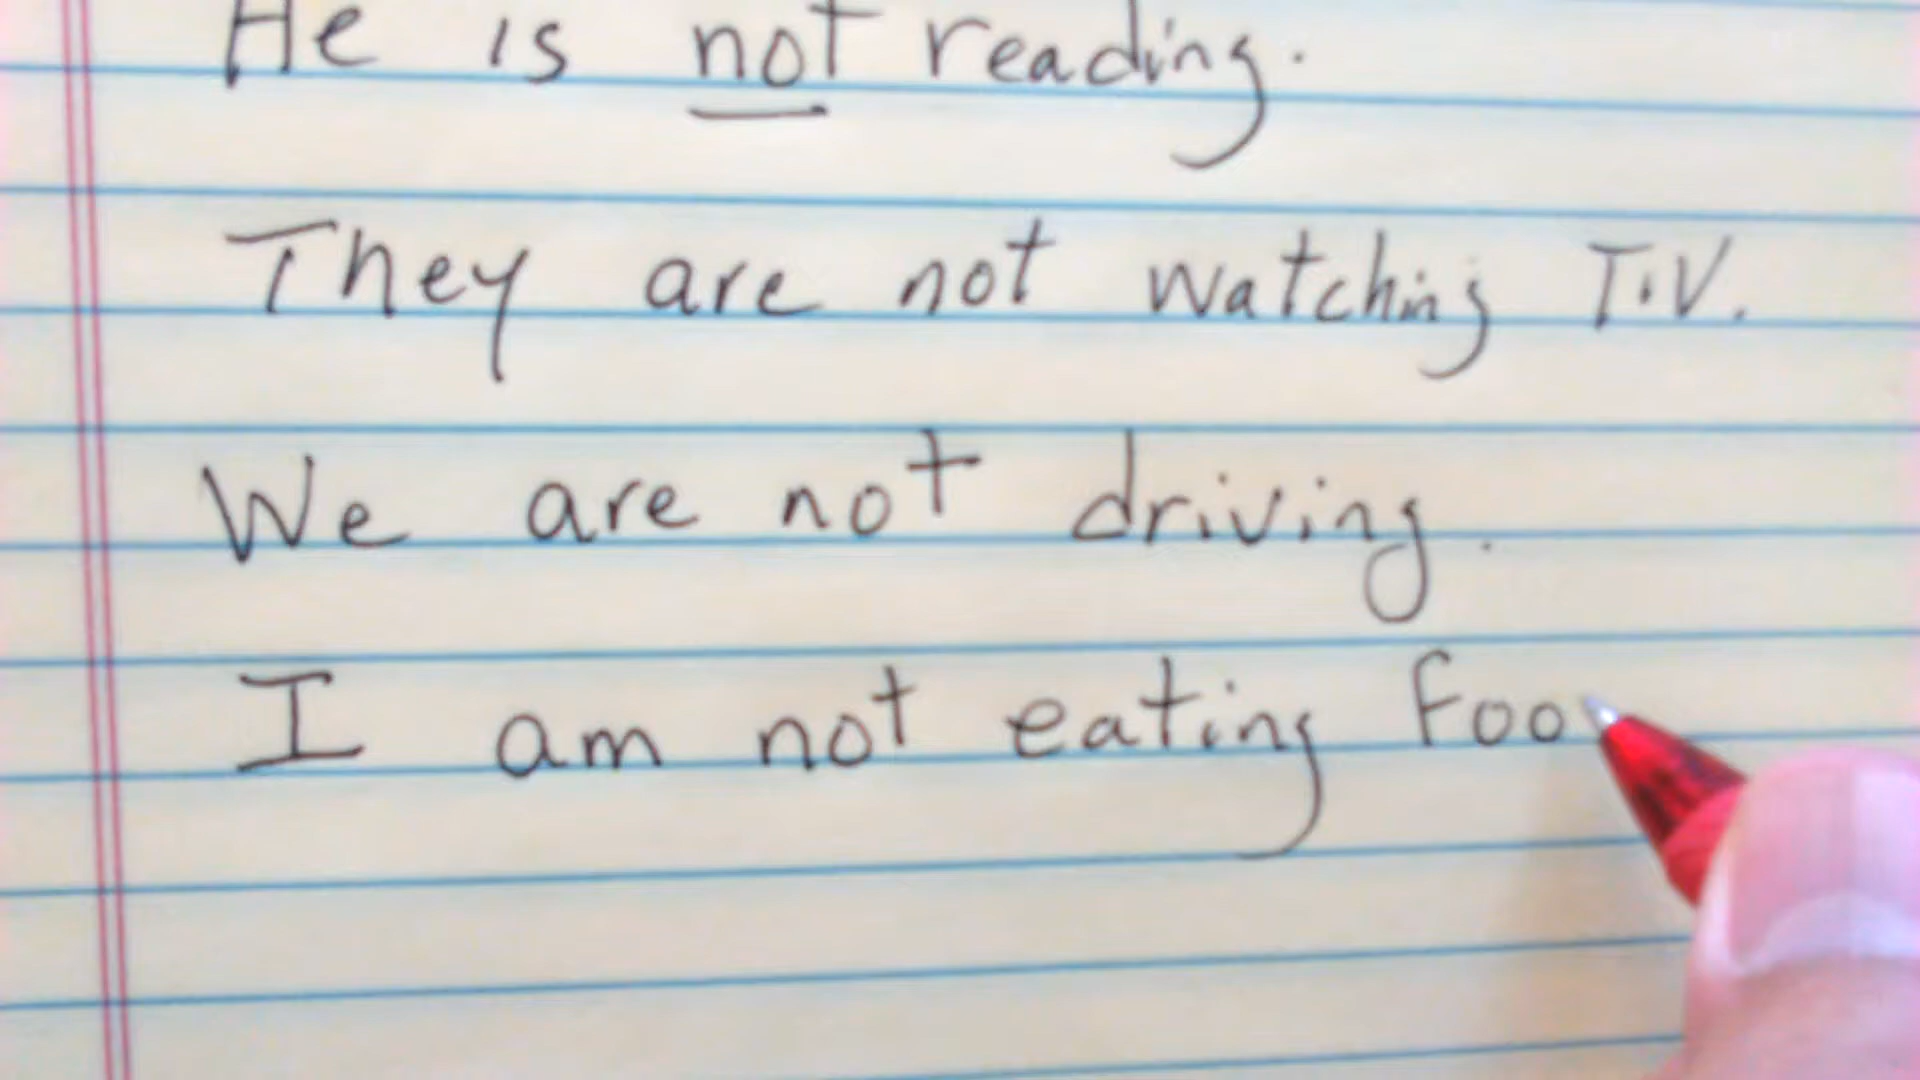 He is not reading.
They are not watching T.V.
We are not driving.
I am not eating foo